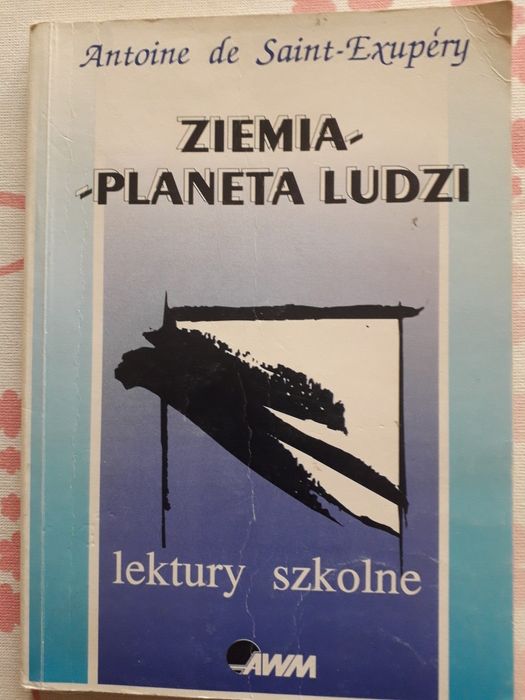 Antoine de Saint-Exupéry
ZIEMIA-
-PLANETA LUDZI
lektury szkolne
AWM